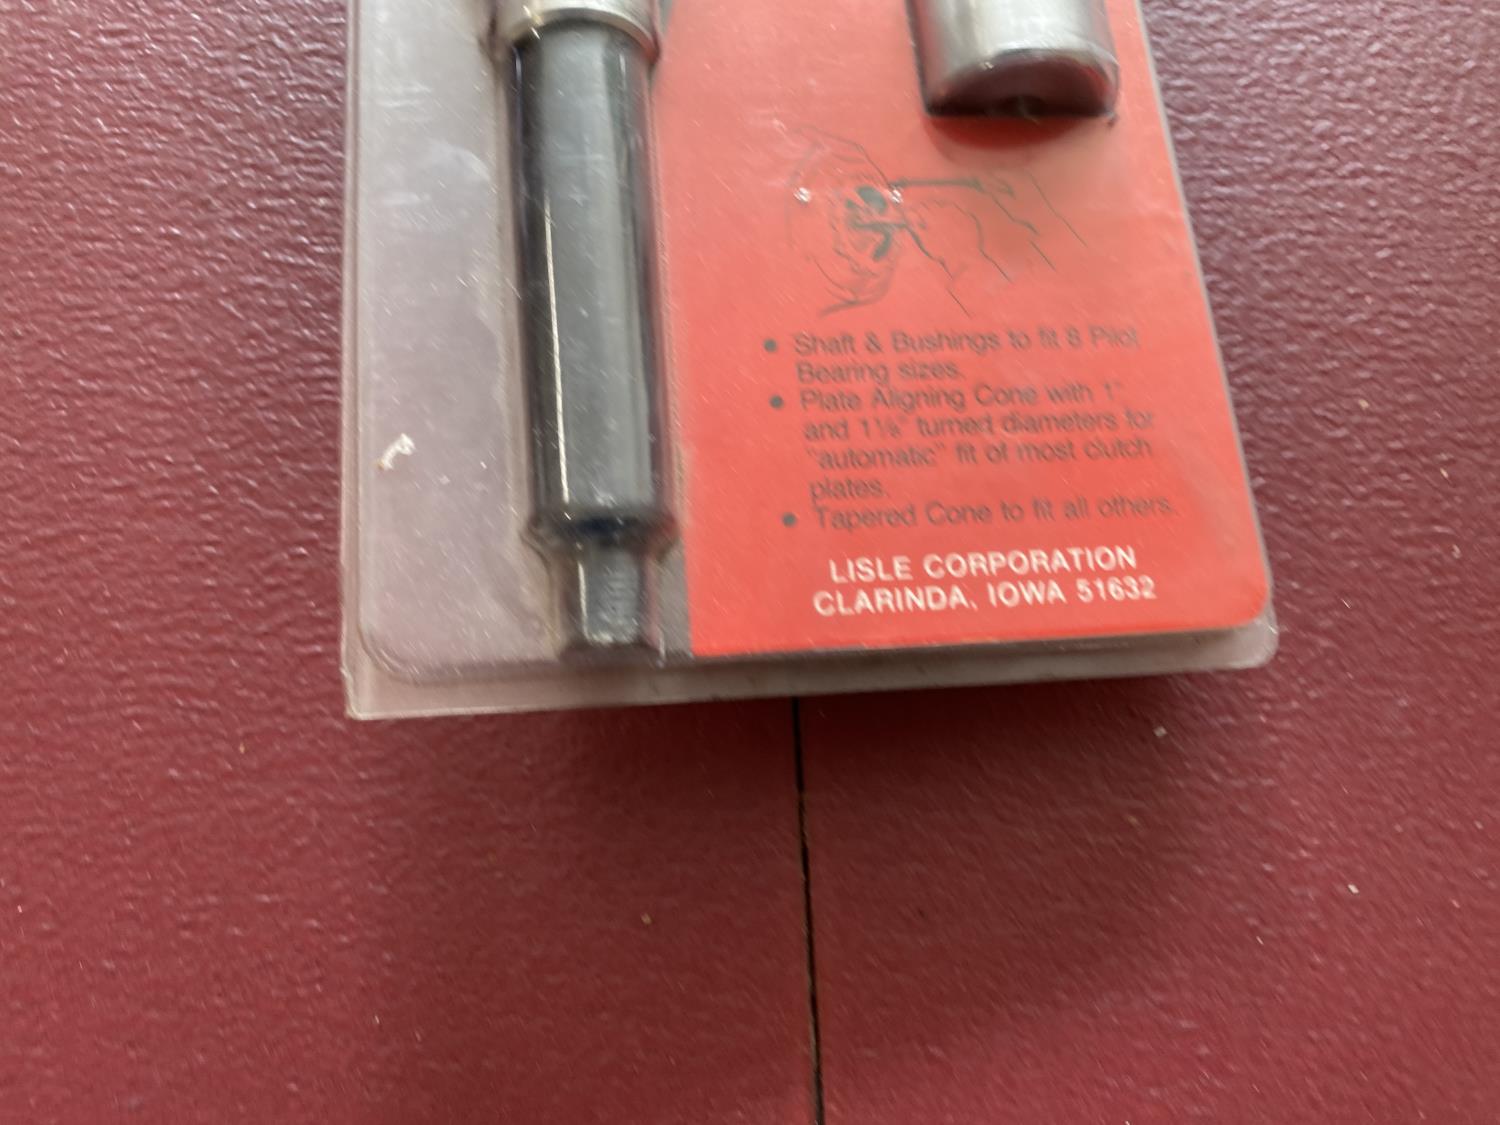 • Shaft & Bushings to fit 8 Pilot
Bearing sizes.
• Plate Aligning Cone with 1"
and 1⅛" turned diameters for
"automatic" fit of most clutch
plates.
• Tapered Cone to fit all others.
LISLE CORPORATION
CLARINDA, IOWA 51632